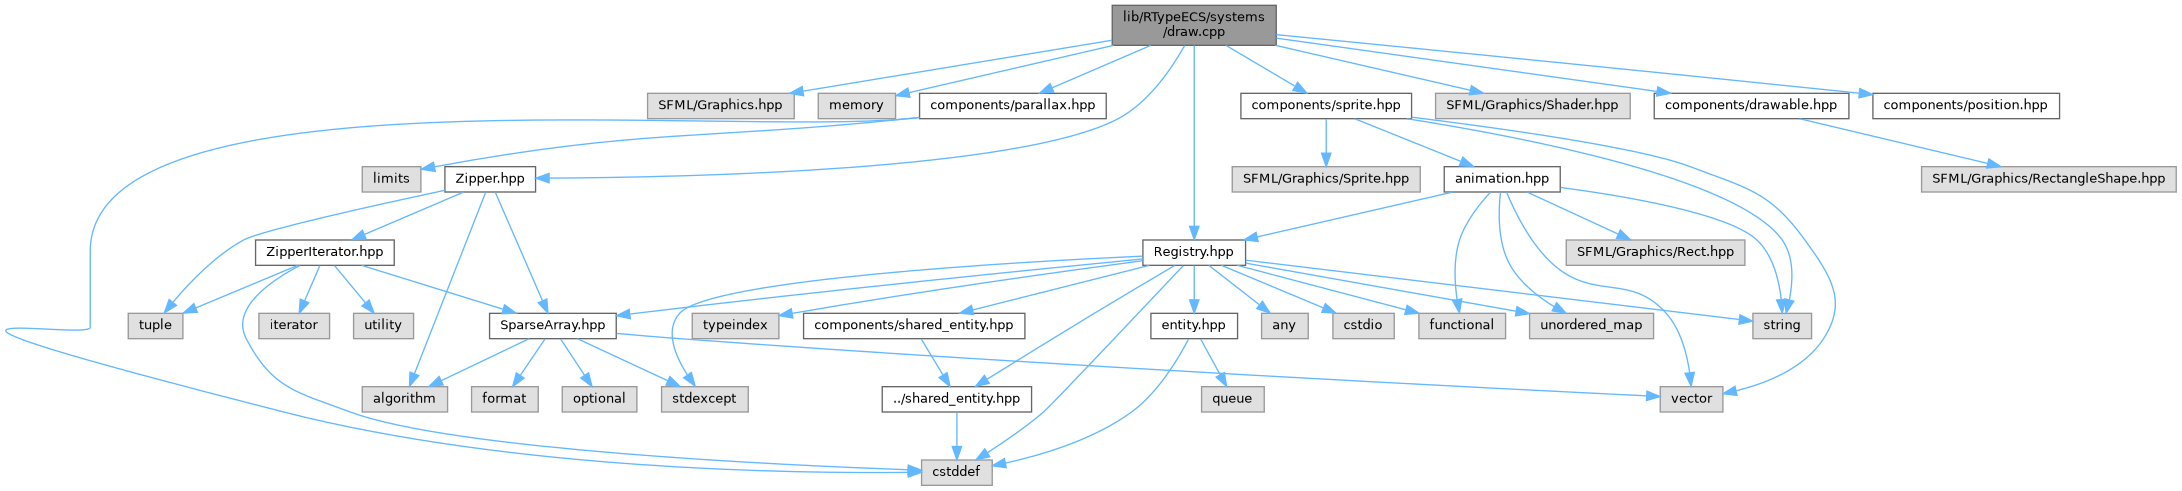 lib/RTypeECS/systems
/draw.cpp
SFML/Graphics.hpp
memory
components/parallax.hpp
components/sprite.hpp
SFML/Graphics/Shader.hpp
components/drawable.hpp
components/position.hpp
limits
Zipper.hpp
SFML/Graphics/Sprite.hpp
animation.hpp
SFML/Graphics/RectangleShape.hpp
ZipperIterator.hpp
Registry.hpp
SFML/Graphics/Rect.hpp
tuple
iterator
utility
SparseArray.hpp
typeindex
components/shared_entity.hpp
entity.hpp
any
cstdio
functional
unordered_map
string
algorithm
format
optional
stdexcept
../shared_entity.hpp
queue
vector
cstddef